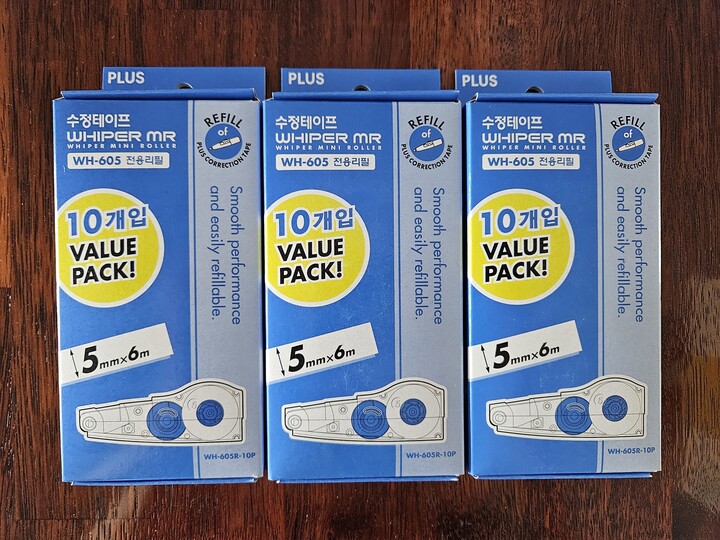 PLUS
수정테이프
WHIPER MR
WHIPER MINI ROLLER
WH-605 전용리필
REFILL
of
PLUS CORRECTION TAPE
10개입
VALUE
PACK!
Smooth performance
and easily refillable.
5mm×6m
WH-605R-10P
PLUS
수정테이프
WHIPER MR
WHIPER MINI ROLLER
WH-605 전용리필
REFILL
of
PLUS CORRECTION TAPE
10개입
VALUE
PACK!
Smooth performance
and easily refillable.
5mm×6m
WH-605R-10P
PLUS
수정테이프
WHIPER MR
WHIPER MINI ROLLER
WH-605 전용리필
REFILL
of
PLUS CORRECTION TAPE
10개입
VALUE
PACK!
Smooth performance
and easily refillable.
5mm×6m
WH-605R-10P